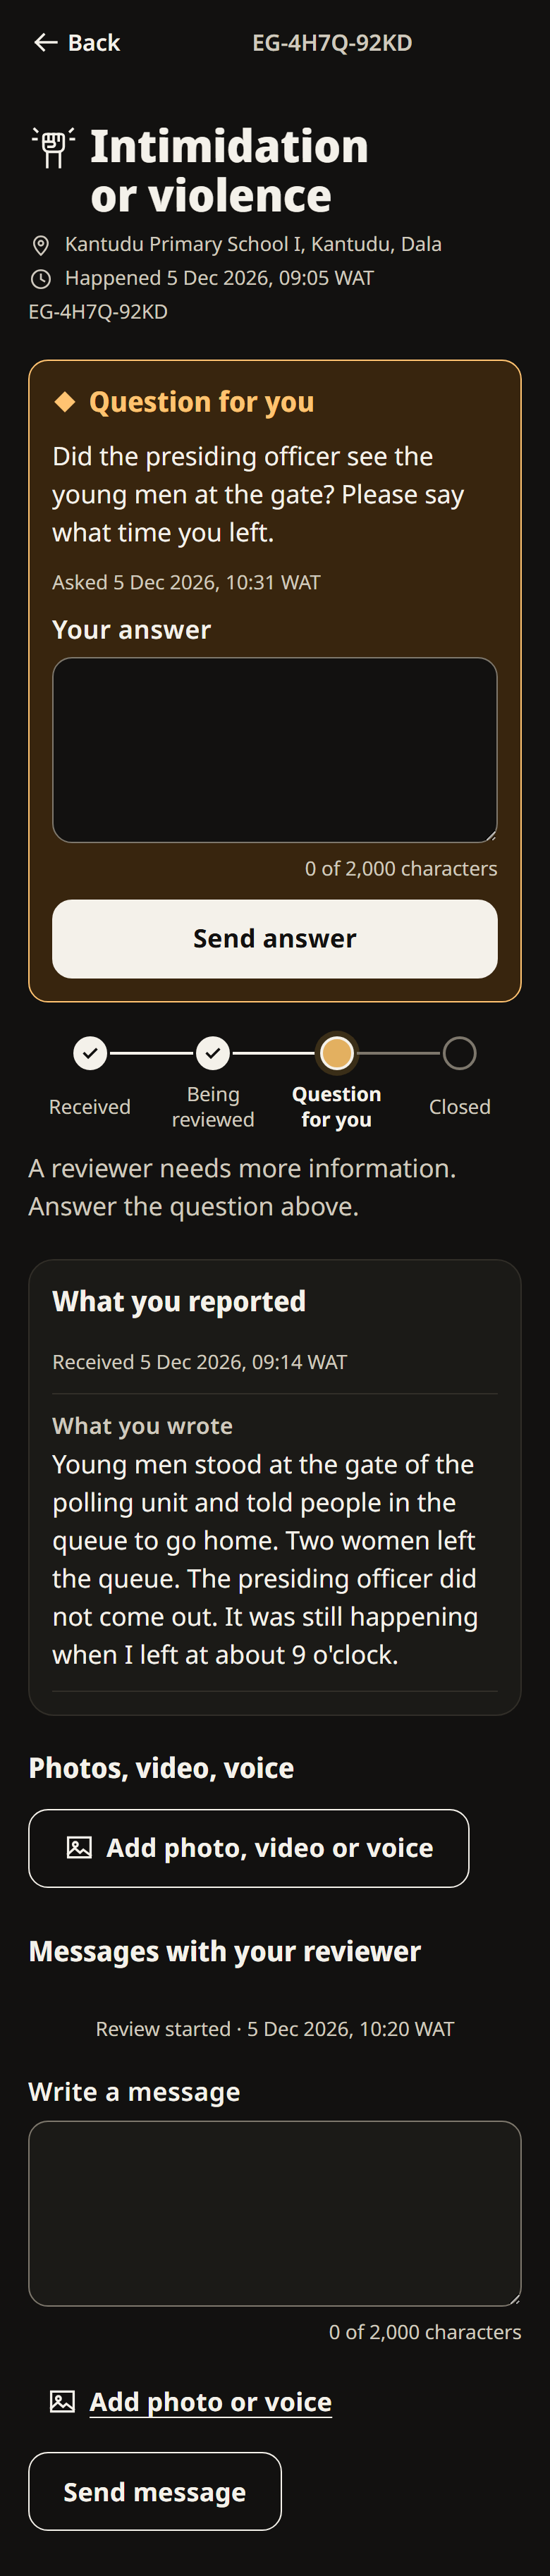 Back
EG-4H7Q-92KD
Intimidation
or violence
Kantudu Primary School I, Kantudu, Dala
Happened 5 Dec 2026, 09:05 WAT
EG-4H7Q-92KD
Question for you
Did the presiding officer see the
young men at the gate? Please say
what time you left.
Asked 5 Dec 2026, 10:31 WAT
Your answer
0 of 2,000 characters
Send answer
Received
Being
reviewed
Question
for you
Closed
A reviewer needs more information.
Answer the question above.
What you reported
Received 5 Dec 2026, 09:14 WAT
What you wrote
Young men stood at the gate of the
polling unit and told people in the
queue to go home. Two women left
the queue. The presiding officer did
not come out. It was still happening
when I left at about 9 o'clock.
Photos, video, voice
Add photo, video or voice
Messages with your reviewer
Review started · 5 Dec 2026, 10:20 WAT
Write a message
0 of 2,000 characters
Add photo or voice
Send message